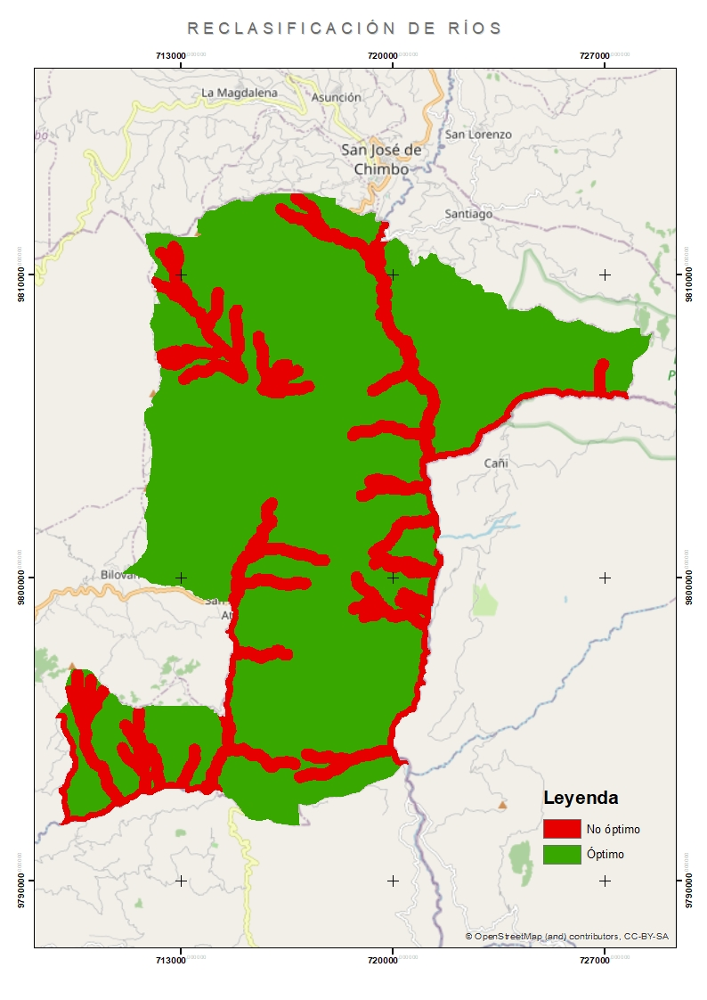 RECLASIFICACIÓN DE RÍOS
713000 720000 727000
La Magdalena
Asunción
San Lorenzo
San José de
Chimbo
Santiago
9810000 9810000
Cañi
9800000 9800000
Leyenda
No óptimo
Óptimo
9790000 9790000
© OpenStreetMap (and) contributors, CC-BY-SA
713000 720000 727000